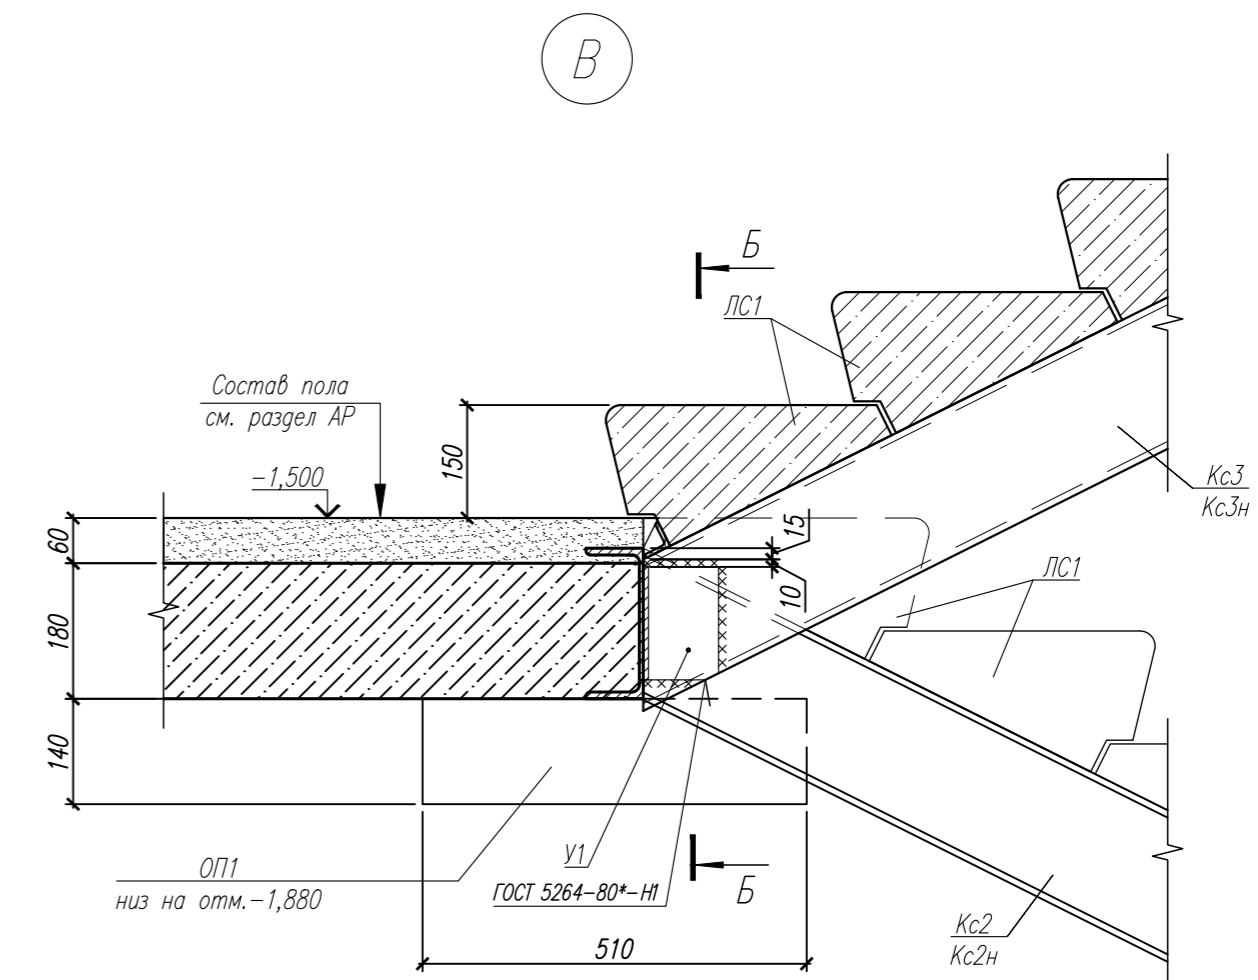 В
Б
ЛС1
Состав пола
см. раздел АР
150
-1,500
Кс3
Кс3н
60
15
ЛС1
10
180
140
ОП1
низ на отм.-1,880
У1
ГОСТ 5264-80*-Н1
Б
510
Кс2
Кс2н